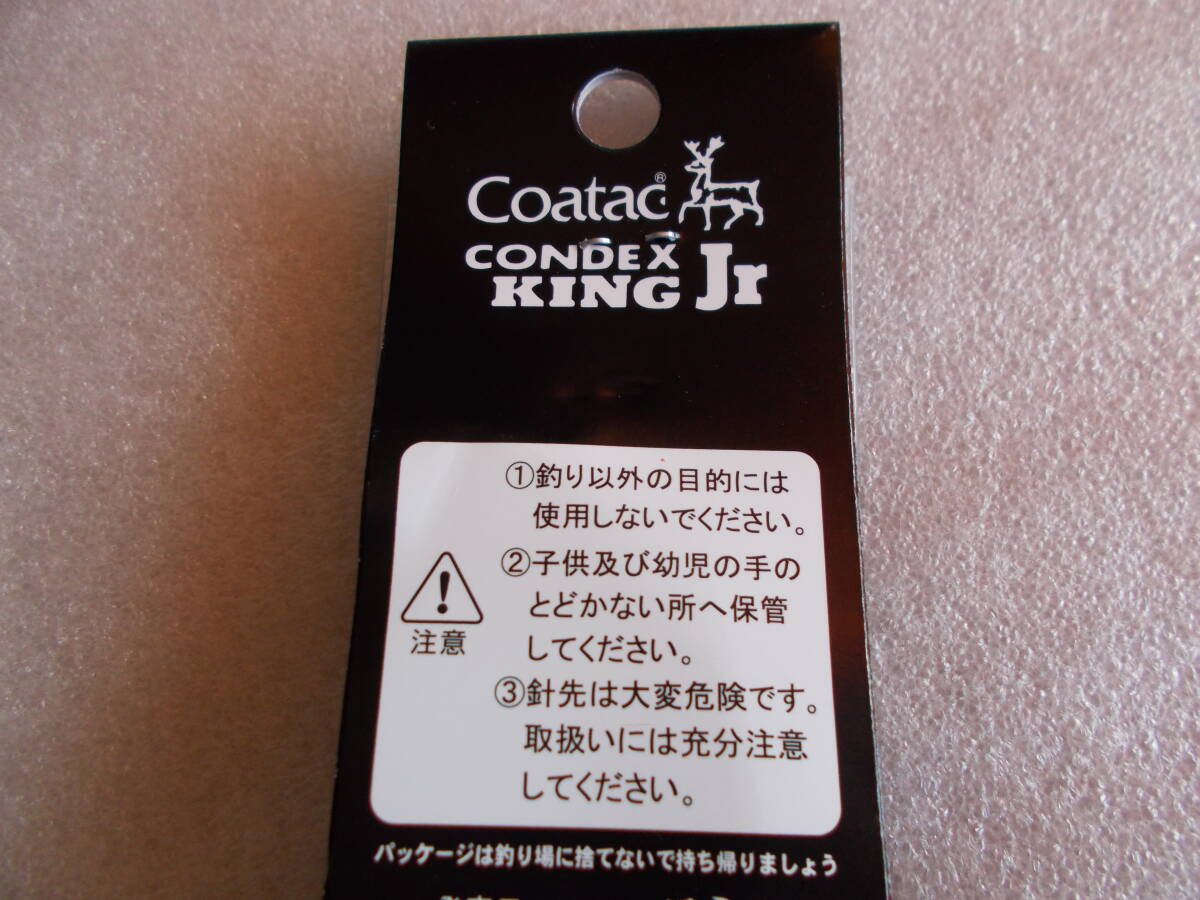 Coatac®
CONDEX
KING Jr
①釣り以外の目的には
使用しないでください。
②子供及び幼児の手の
とどかない所へ保管
してください。
注意
③針先は大変危険です。
取扱いには充分注意
してください。
パッケージは釣り場に捨てないで持ち帰りましょう